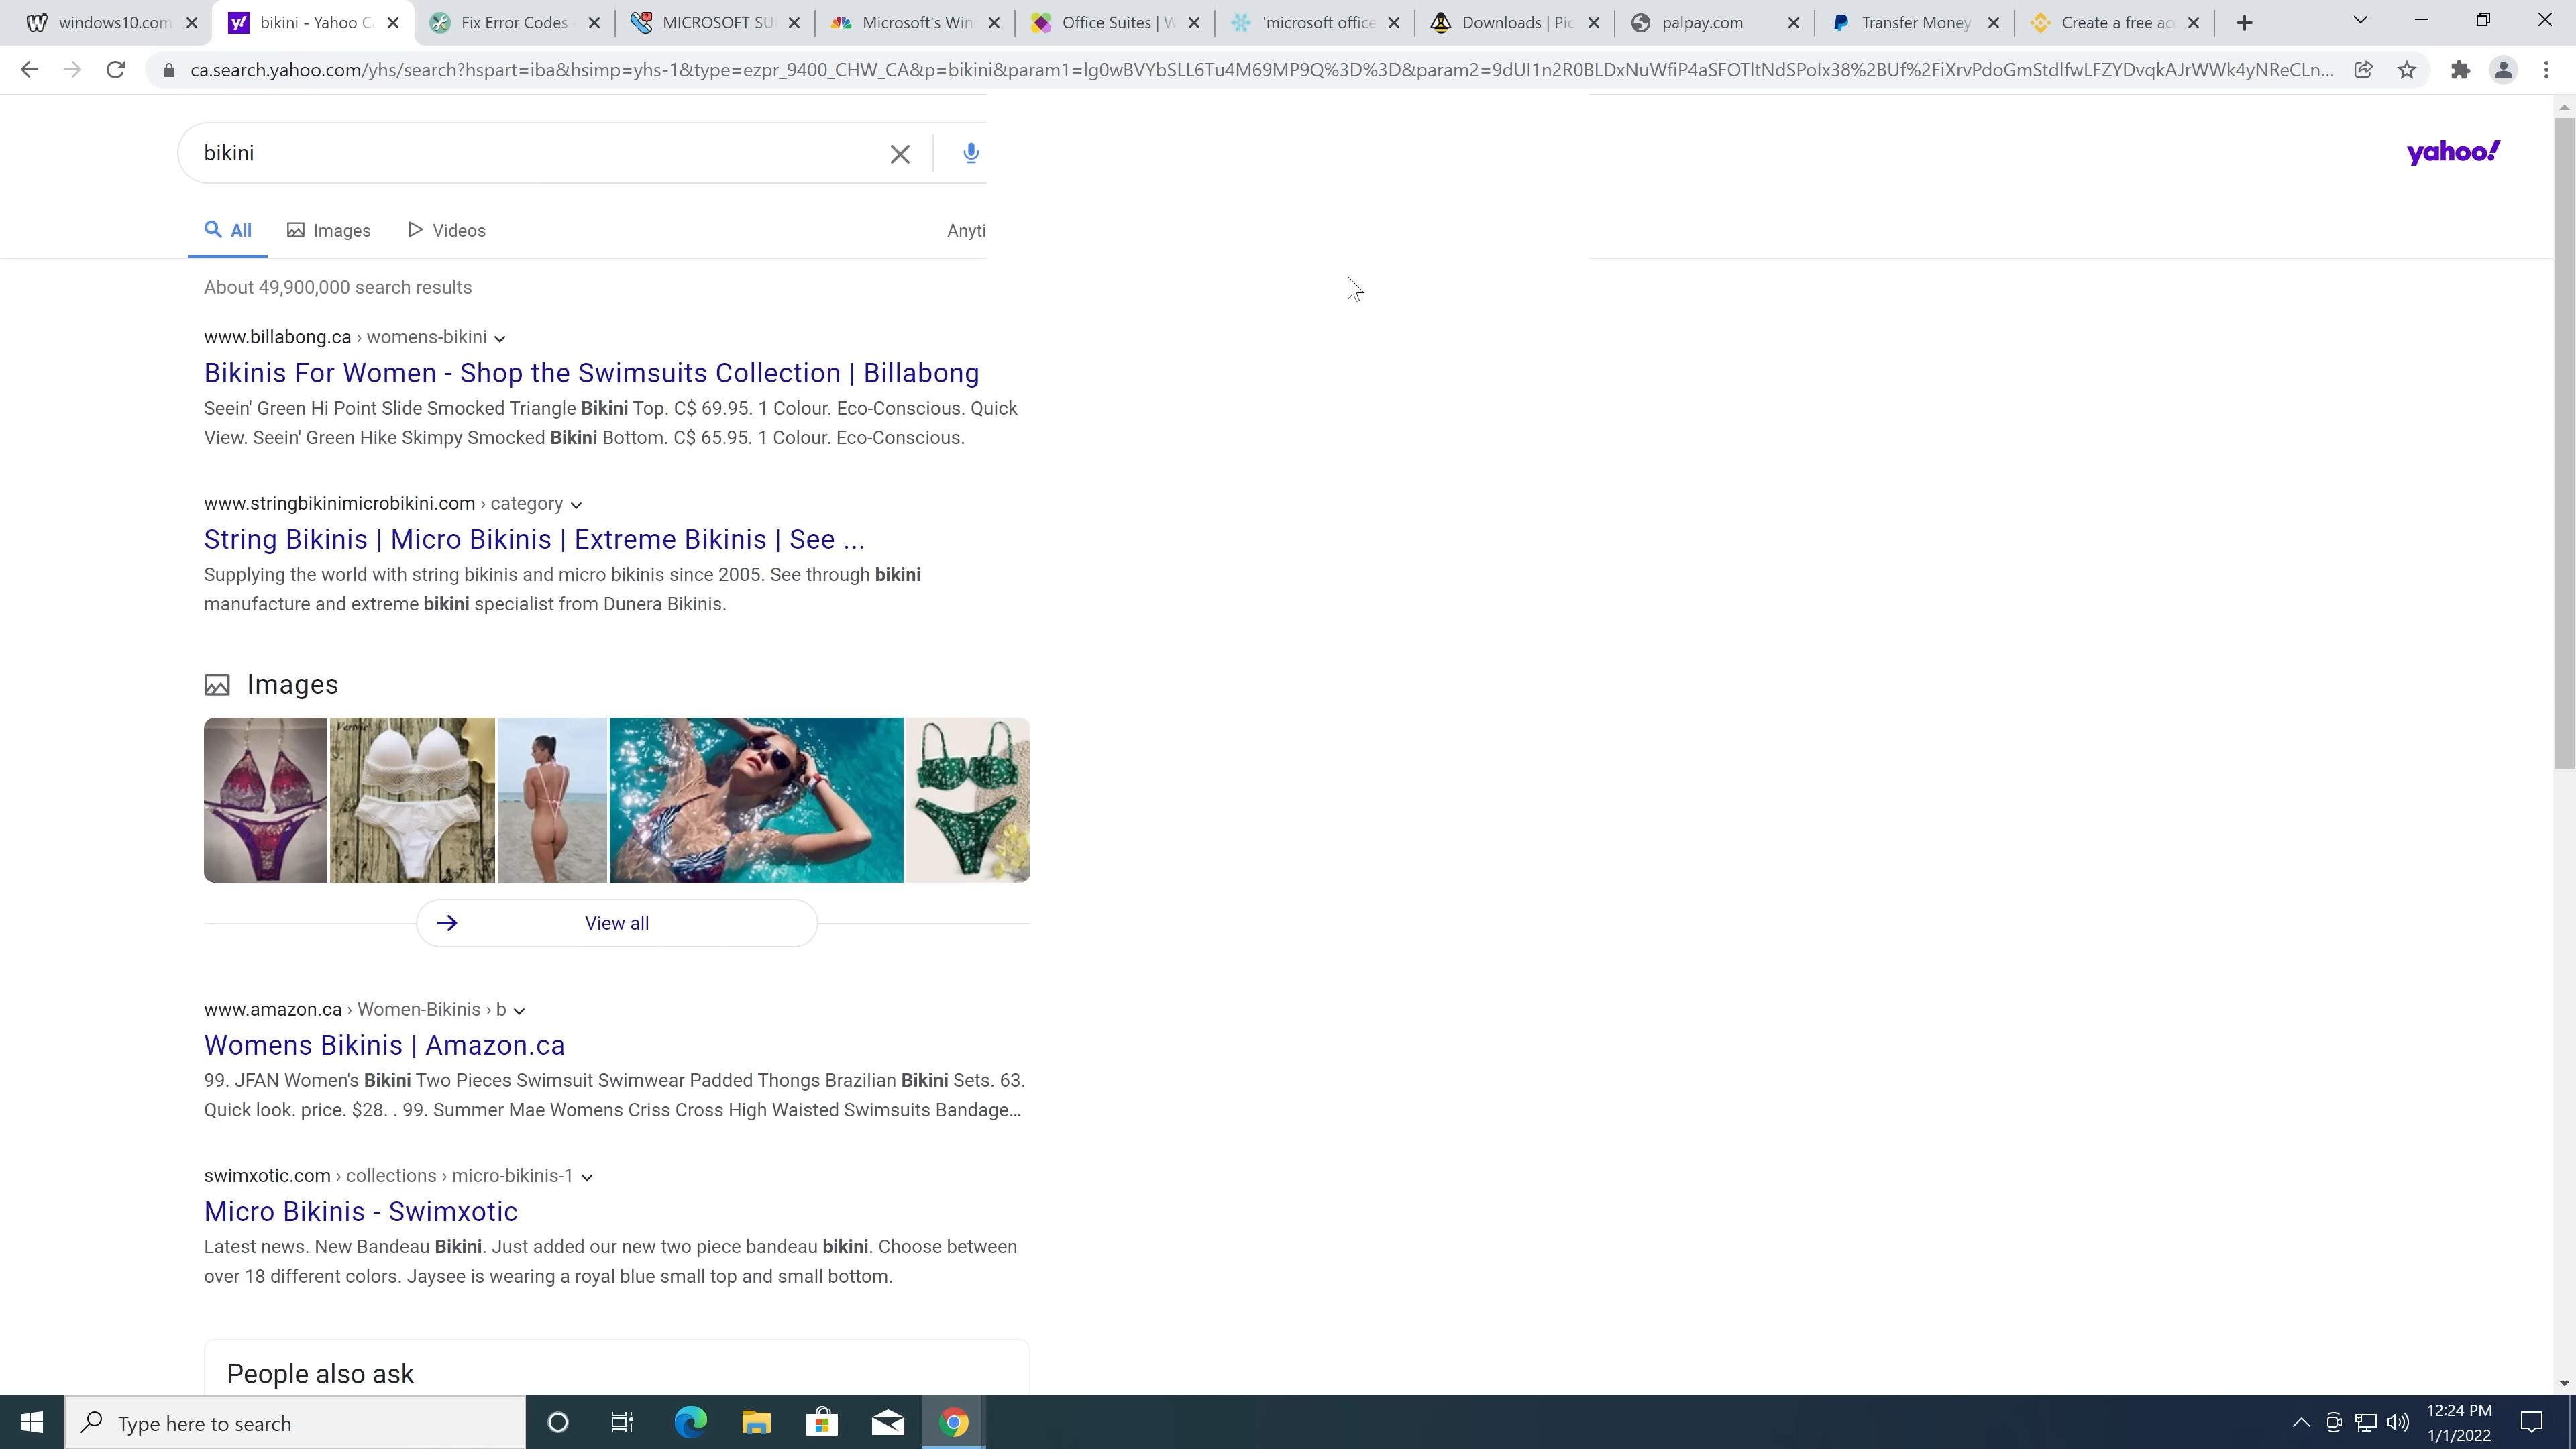 windows10.com
bikini - Yahoo C
Fix Error Codes
MICROSOFT SU
Microsoft's Win
Office Suites | W
'microsoft office
Downloads | Pic
palpay.com
Transfer Money
Create a free ac
ca.search.yahoo.com/yhs/search?hspart=iba&hsimp=yhs-1&type=ezpr_9400_CHW_CA&p=bikini&param1=lg0wBVYbSLL6Tu4M69MP9Q%3D%3D&param2=9dUI1n2R0BLDxNuWfiP4aSFOTltNdSPoIx38%2BUf%2FiXrvPdoGmStdlfwLFZYDvqkAJrWWk4yNReCLn...
bikini
yahoo!
All
Images
Videos
Anyti
About 49,900,000 search results
www.billabong.ca › womens-bikini
Bikinis For Women - Shop the Swimsuits Collection | Billabong
Seein' Green Hi Point Slide Smocked Triangle Bikini Top. C$ 69.95. 1 Colour. Eco-Conscious. Quick
View. Seein' Green Hike Skimpy Smocked Bikini Bottom. C$ 65.95. 1 Colour. Eco-Conscious.
www.stringbikinimicrobikini.com › category
String Bikinis | Micro Bikinis | Extreme Bikinis | See ...
Supplying the world with string bikinis and micro bikinis since 2005. See through bikini
manufacture and extreme bikini specialist from Dunera Bikinis.
Images
View all
www.amazon.ca › Women-Bikinis › b
Womens Bikinis | Amazon.ca
99. JFAN Women's Bikini Two Pieces Swimsuit Swimwear Padded Thongs Brazilian Bikini Sets. 63.
Quick look. price. $28. . 99. Summer Mae Womens Criss Cross High Waisted Swimsuits Bandage...
swimxotic.com › collections › micro-bikinis-1
Micro Bikinis - Swimxotic
Latest news. New Bandeau Bikini. Just added our new two piece bandeau bikini. Choose between
over 18 different colors. Jaysee is wearing a royal blue small top and small bottom.
People also ask
Type here to search
12:24 PM
1/1/2022